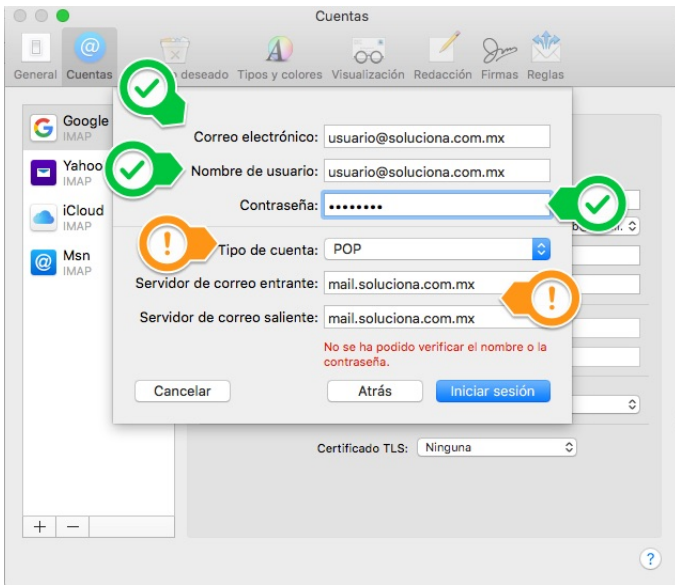 Cuentas
General Cuentas deseado Tipos y colores Visualización Redacción Firmas Reglas
Google
IMAP
Yahoo
IMAP
iCloud
IMAP
Msn
IMAP
Correo electrónico: usuario@soluciona.com.mx
Nombre de usuario: usuario@soluciona.com.mx
Contraseña: ••••••••
Tipo de cuenta: POP
Servidor de correo entrante: mail.soluciona.com.mx
Servidor de correo saliente: mail.soluciona.com.mx
No se ha podido verificar el nombre o la
contraseña.
Cancelar Atrás Iniciar sesión
Certificado TLS: Ninguna
+ −
?